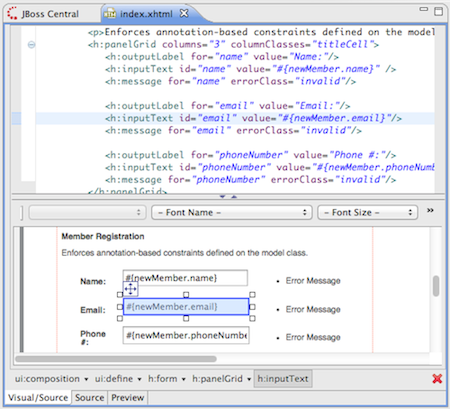 JBoss Central index.xhtml
<p>Enforces annotation-based constraints defined on the model
<h:panelGrid columns="3" columnClasses="titleCell">
<h:outputLabel for="name" value="Name:"/>
<h:inputText id="name" value="#{newMember.name}" />
<h:message for="name" errorClass="invalid"/>
<h:outputLabel for="email" value="Email:"/>
<h:inputText id="email" value="#{newMember.email}"/>
<h:message for="email" errorClass="invalid"/>
<h:outputLabel for="phoneNumber" value="Phone #:"/>
<h:inputText id="phoneNumber" value="#{newMember.phoneNumb
<h:message for="phoneNumber" errorClass="invalid"/>
</h:panelGrid>
- Font Name - - Font Size - »
Member Registration
Enforces annotation-based constraints defined on the model class.
Name: #{newMember.name} • Error Message
Email: #{newMember.email} • Error Message
Phone #: #{newMember.phoneNumbe • Error Message
ui:composition ui:define h:form h:panelGrid h:inputText
Visual/Source Source Preview